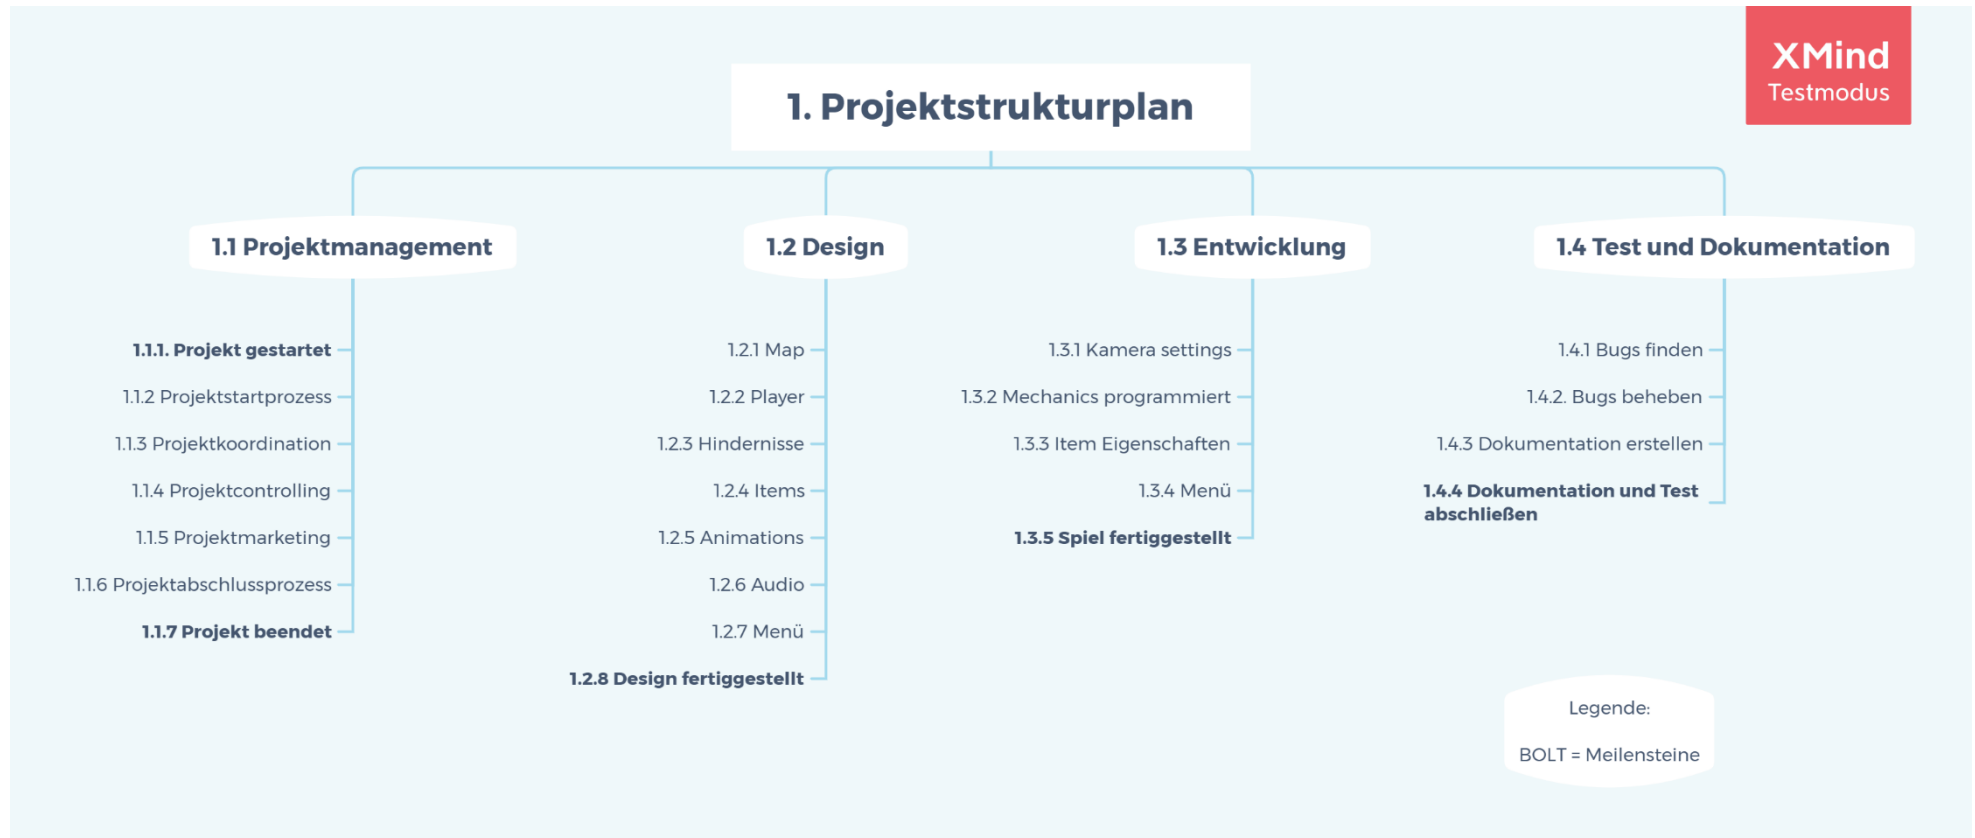 XMind
Testmodus
1. Projektstrukturplan
1.1 Projektmanagement
1.1.1. Projekt gestartet
1.1.2 Projektstartprozess
1.1.3 Projektkoordination
1.1.4 Projektcontrolling
1.1.5 Projektmarketing
1.1.6 Projektabschlussprozess
1.1.7 Projekt beendet
1.2 Design
1.2.1 Map
1.2.2 Player
1.2.3 Hindernisse
1.2.4 Items
1.2.5 Animations
1.2.6 Audio
1.2.7 Menü
1.2.8 Design fertiggestellt
1.3 Entwicklung
1.3.1 Kamera settings
1.3.2 Mechanics programmiert
1.3.3 Item Eigenschaften
1.3.4 Menü
1.3.5 Spiel fertiggestellt
1.4 Test und Dokumentation
1.4.1 Bugs finden
1.4.2. Bugs beheben
1.4.3 Dokumentation erstellen
1.4.4 Dokumentation und Test
abschließen
Legende:
BOLT = Meilensteine